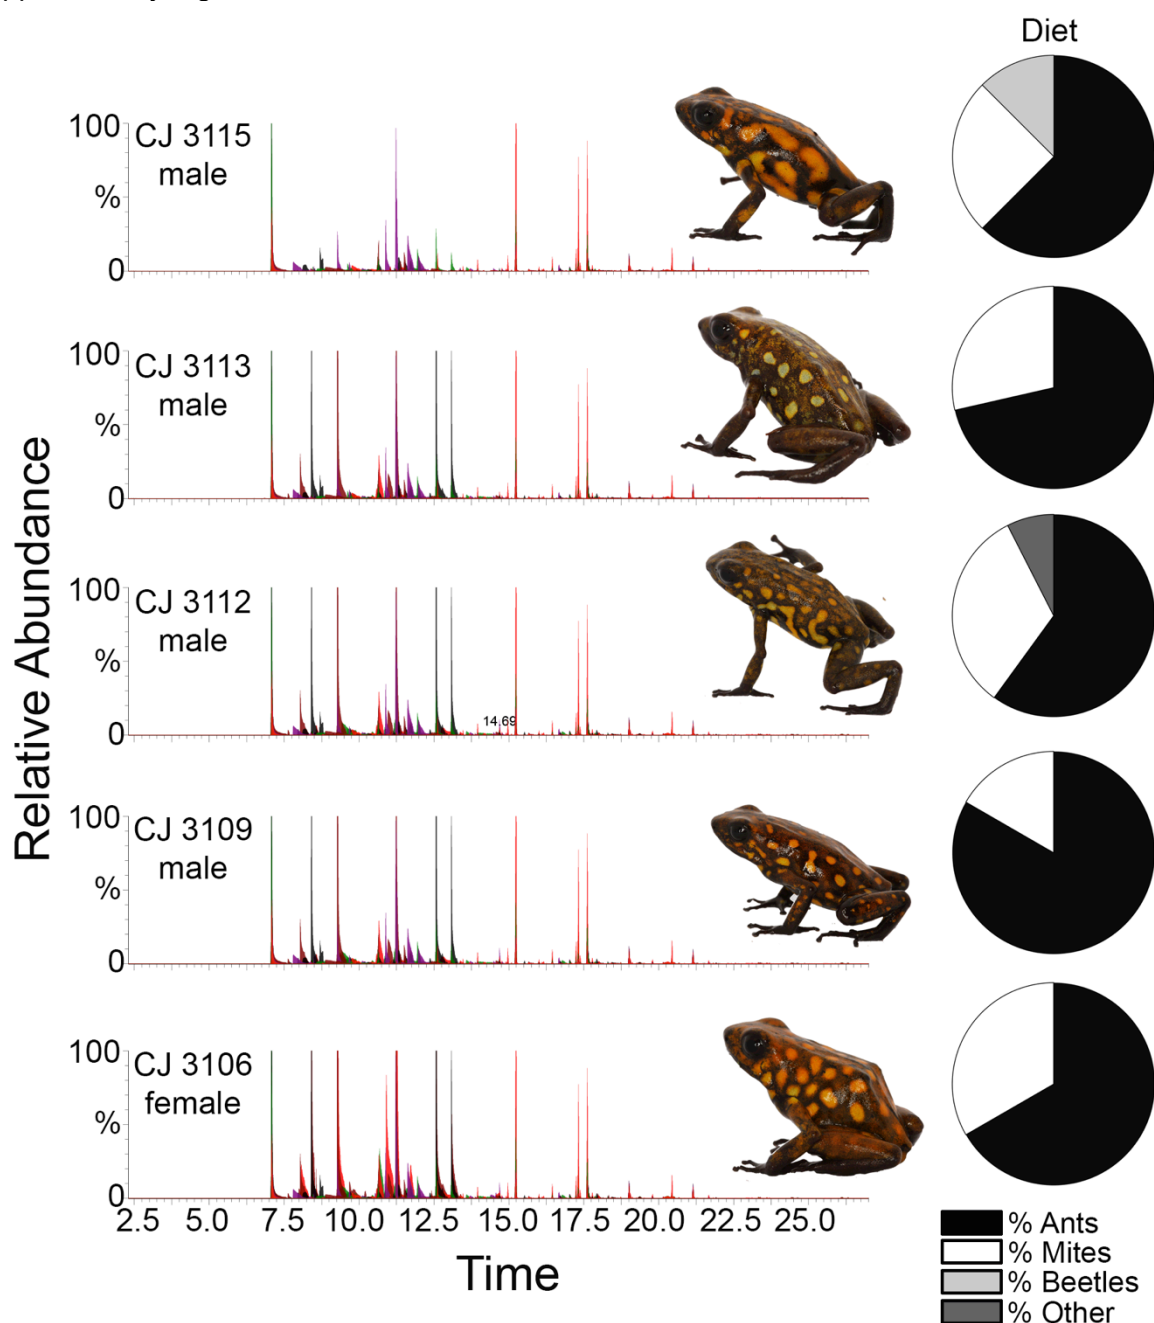 Diet
100
%
0
CJ 3115
male
100
%
0
CJ 3113
male
100
%
0
CJ 3112
male
14.69
100
%
0
CJ 3109
male
100
%
0
CJ 3106
female
Relative Abundance
2.5 5.0 7.5 10.0 12.5 15.0 17.5 20.0 22.5 25.0
Time
% Ants
% Mites
% Beetles
% Other